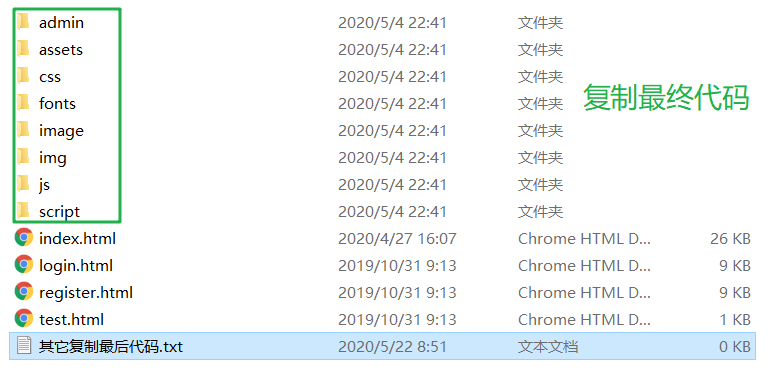 admin 2020/5/4 22:41 文件夹
assets 2020/5/4 22:41 文件夹
css 2020/5/4 22:41 文件夹
复制最终代码
fonts 2020/5/4 22:41 文件夹
image 2020/5/4 22:41 文件夹
img 2020/5/4 22:41 文件夹
js 2020/5/4 22:41 文件夹
script 2020/5/4 22:41 文件夹
index.html 2020/4/27 16:07 Chrome HTML D... 26 KB
login.html 2019/10/31 9:13 Chrome HTML D... 9 KB
register.html 2019/10/31 9:13 Chrome HTML D... 9 KB
test.html 2019/10/31 9:13 Chrome HTML D... 1 KB
其它复制最后代码.txt 2020/5/22 8:51 文本文档 0 KB